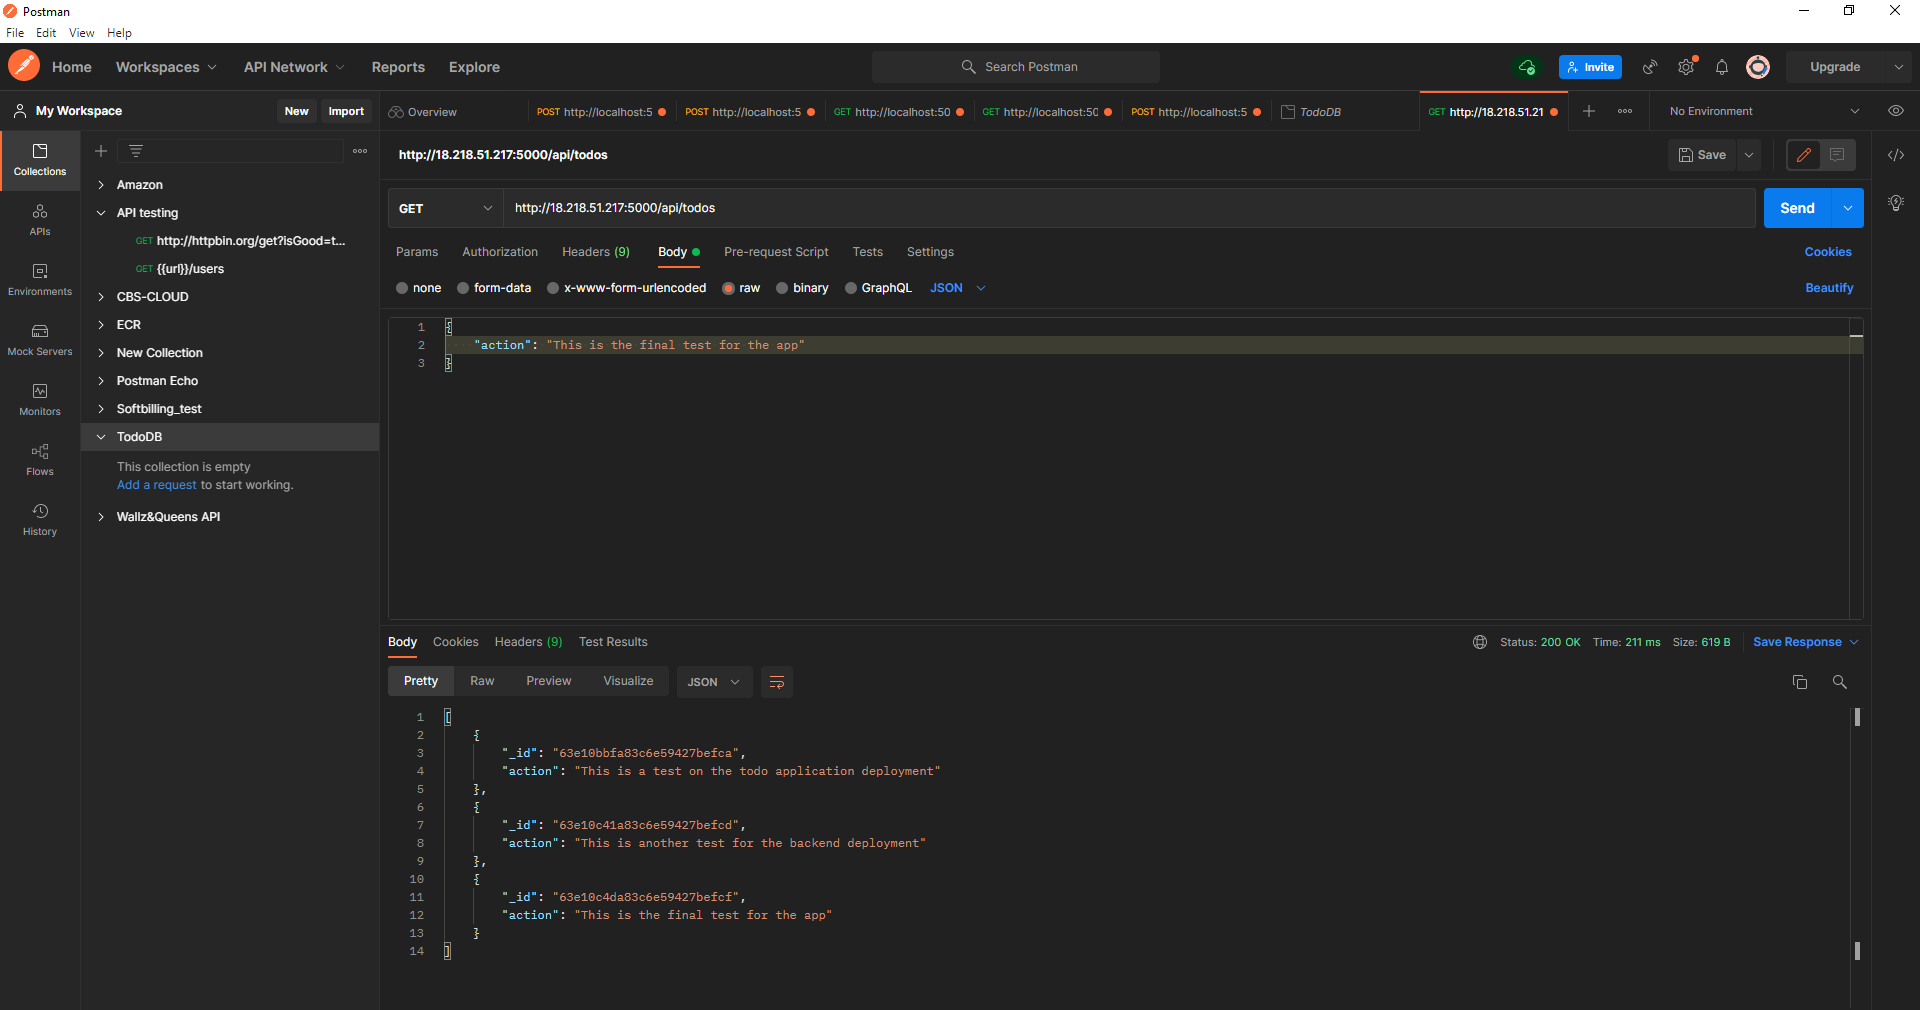 Postman
File Edit View Help
Home Workspaces API Network Reports Explore Search Postman Invite Upgrade
My Workspace New Import
Overview POST http://localhost:5 POST http://localhost:5 GET http://localhost:50 GET http://localhost:50 POST http://localhost:5 TodoDB GET http://18.218.51.21 No Environment
Collections
APIs
Environments
Mock Servers
Monitors
Flows
History
Amazon
API testing
GET http://httpbin.org/get?isGood=t...
GET {{url}}/users
CBS-CLOUD
ECR
New Collection
Postman Echo
Softbilling_test
TodoDB
This collection is empty
Add a request to start working.
Wallz&Queens API
http://18.218.51.217:5000/api/todos Save
GET http://18.218.51.217:5000/api/todos Send
Params Authorization Headers (9) Body Pre-request Script Tests Settings Cookies
none form-data x-www-form-urlencoded raw binary GraphQL JSON Beautify
1 {
2 "action": "This is the final test for the app"
3 }
Body Cookies Headers (9) Test Results Status: 200 OK Time: 211 ms Size: 619 B Save Response
Pretty Raw Preview Visualize JSON
1 [
2 {
3 "_id": "63e10bbfa83c6e59427befca",
4 "action": "This is a test on the todo application deployment"
5 },
6 {
7 "_id": "63e10c41a83c6e59427befcd",
8 "action": "This is another test for the backend deployment"
9 },
10 {
11 "_id": "63e10c4da83c6e59427befcf",
12 "action": "This is the final test for the app"
13 }
14 ]